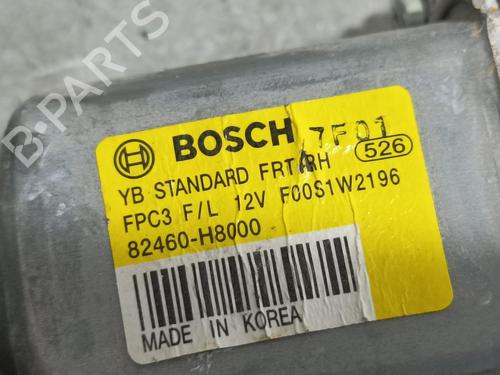 BOSCH 7F01
526
YB STANDARD FRT RH
FPC3 F/L 12V F00S1W2196
82460-H8000
MADE IN KOREA
B-PARTS